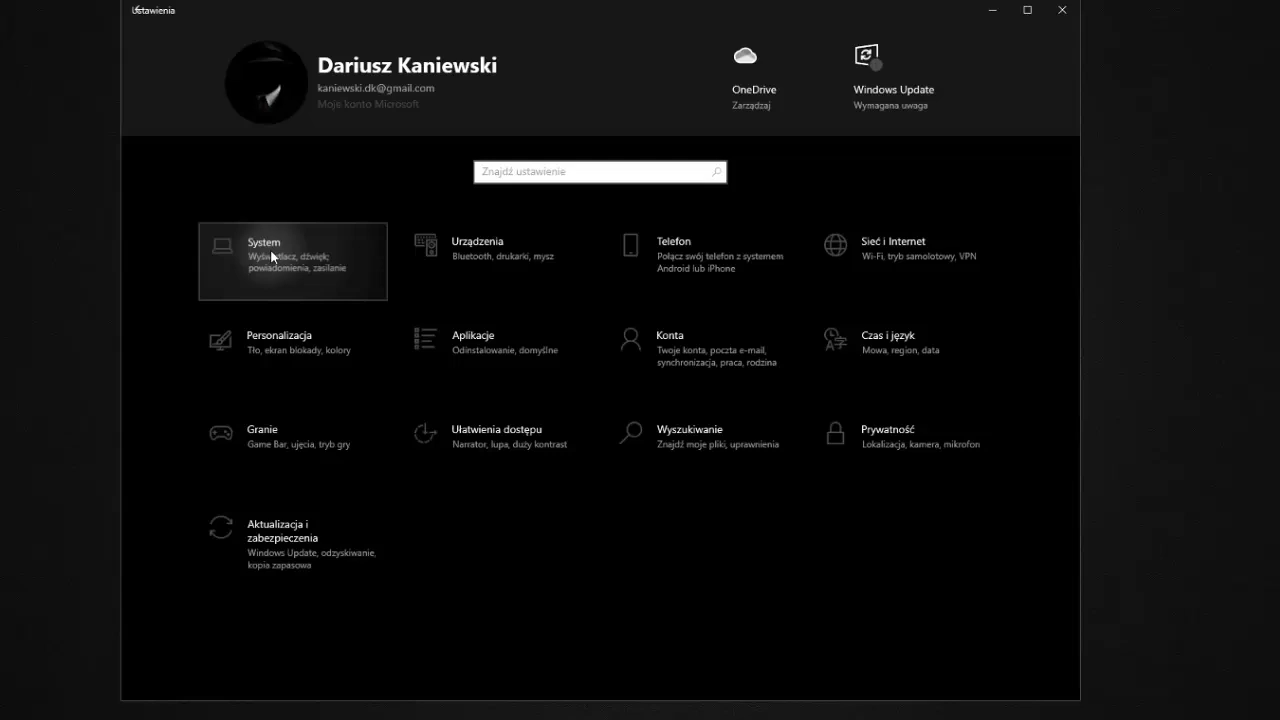 Ustawienia
Dariusz Kaniewski
kaniewski.dk@gmail.com
Moje konto Microsoft
OneDrive
Zarządzaj
Windows Update
Wymagana uwaga
Znajdź ustawienie
System
Wyświetlacz, dźwięk,
powiadomienia, zasilanie
Urządzenia
Bluetooth, drukarki, mysz
Telefon
Połącz swój telefon z systemem
Android lub iPhone
Sieć i Internet
Wi-Fi, tryb samolotowy, VPN
Personalizacja
Tło, ekran blokady, kolory
Aplikacje
Odinstalowanie, domyślne
Konta
Twoje konta, poczta e-mail,
synchronizacja, praca, rodzina
Czas i język
Mowa, region, data
Granie
Game Bar, ujęcia, tryb gry
Ułatwienia dostępu
Narrator, lupa, duży kontrast
Wyszukiwanie
Znajdź moje pliki, uprawnienia
Prywatność
Lokalizacja, kamera, mikrofon
Aktualizacja i
zabezpieczenia
Windows Update, odzyskiwanie,
kopia zapasowa